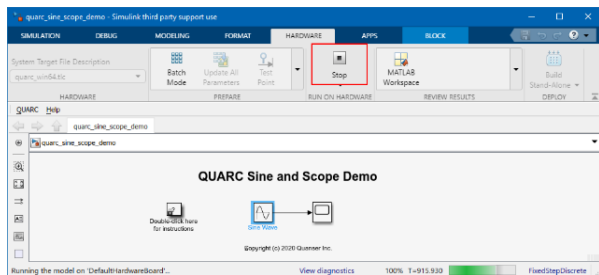 quarc_sine_scope_demo - Simulink third party support use
SIMULATION DEBUG MODELING FORMAT HARDWARE APPS BLOCK
System Target File Description
quarc_win64.tlc
Batch Mode
Update All Parameters
Test Point
Stop
MATLAB Workspace
Build Stand-Alone
HARDWARE PREPARE RUN ON HARDWARE REVIEW RESULTS DEPLOY
QUARC Help
quarc_sine_scope_demo
quarc_sine_scope_demo
QUARC Sine and Scope Demo
Double-click here
for instructions
Sine Wave
Copyright (c) 2020 Quanser Inc.
Running the model on 'DefaultHardwareBoard'... View diagnostics 100% T=915.930 FixedStepDiscrete